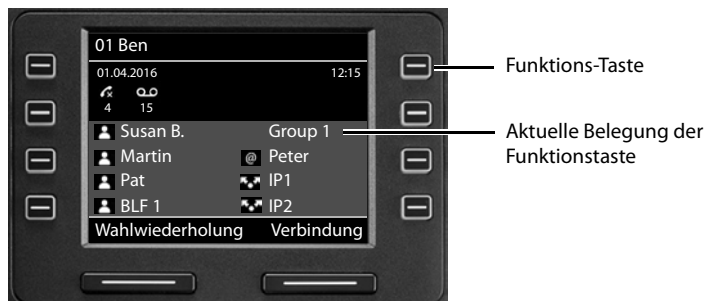 01 Ben
01.04.2016 12:15
4 15
Susan B. Group 1
Martin @ Peter
Pat IP1
BLF 1 IP2
Wahlwiederholung Verbindung
Funktions-Taste
Aktuelle Belegung der
Funktionstaste